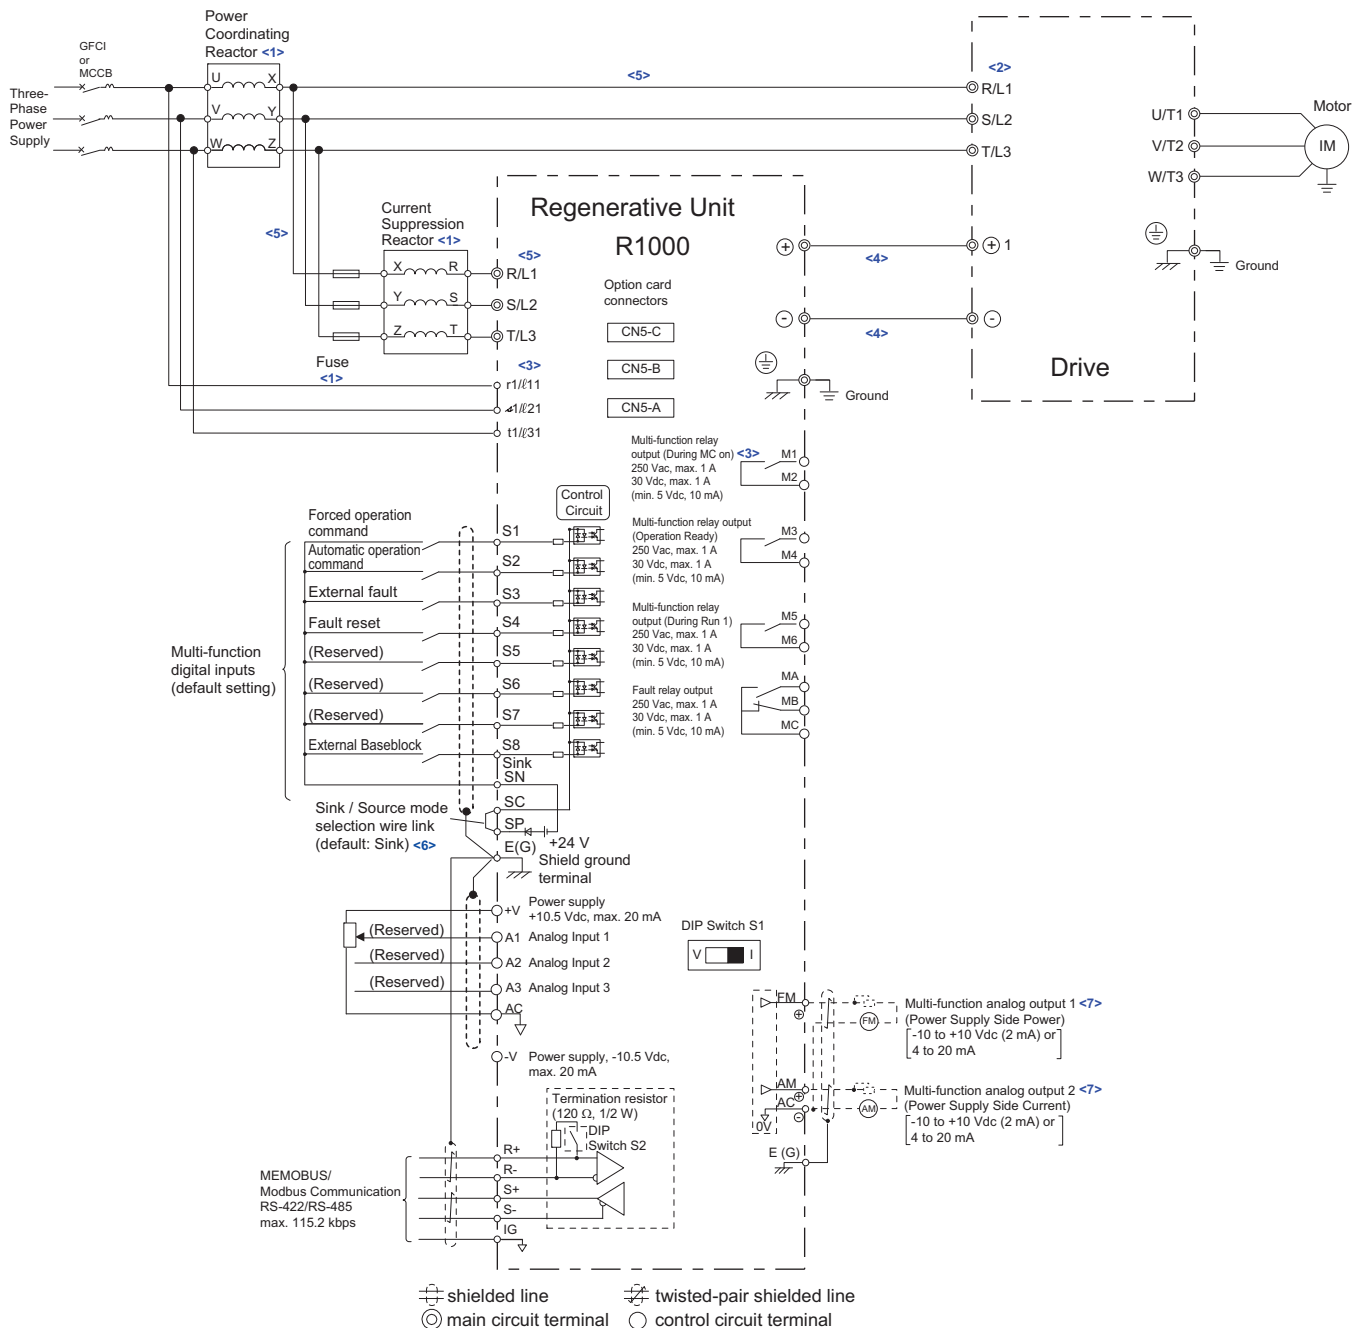 Power
Coordinating
Reactor <1>
GFCI
or
MCCB
Three-
Phase
Power
Supply
U X
V Y
W Z
<5>
<2>
R/L1
S/L2
T/L3
U/T1
V/T2
W/T3
Motor
IM
Ground
Drive
+ 1
-
<4>
<4>
Regenerative Unit
R1000
+
-
Ground
Current
Suppression
Reactor <1>
<5>
X R
Y S
Z T
Fuse
<1>
<5>
R/L1
S/L2
T/L3
<3>
r1/ℓ11
1/ℓ21
t1/ℓ31
Option card
connectors
CN5-C
CN5-B
CN5-A
Multi-function relay
output (During MC on) <3>
250 Vac, max. 1 A
30 Vdc, max. 1 A
(min. 5 Vdc, 10 mA)
M1
M2
Multi-function relay output
(Operation Ready)
250 Vac, max. 1 A
30 Vdc, max. 1 A
(min. 5 Vdc, 10 mA)
M3
M4
Multi-function relay
output (During Run 1)
250 Vac, max. 1 A
30 Vdc, max. 1 A
(min. 5 Vdc, 10 mA)
M5
M6
Fault relay output
250 Vac, max. 1 A
30 Vdc, max. 1 A
(min. 5 Vdc, 10 mA)
MA
MB
MC
Control
Circuit
Multi-function
digital inputs
(default setting)
Forced operation
command
S1
Automatic operation
command
S2
External fault
S3
Fault reset
S4
(Reserved)
S5
(Reserved)
S6
(Reserved)
S7
External Baseblock
S8
Sink
SN
SC
SP
+24 V
Sink / Source mode
selection wire link
(default: Sink) <6>
E(G)
Shield ground
terminal
+V Power supply
+10.5 Vdc, max. 20 mA
(Reserved)
A1 Analog Input 1
(Reserved)
A2 Analog Input 2
(Reserved)
A3 Analog Input 3
AC
-V Power supply, -10.5 Vdc,
max. 20 mA
DIP Switch S1
V I
FM
+
FM
Multi-function analog output 1 <7>
(Power Supply Side Power)
-10 to +10 Vdc (2 mA) or
4 to 20 mA
AM
+
AC
-
0V
AM
Multi-function analog output 2 <7>
(Power Supply Side Current)
-10 to +10 Vdc (2 mA) or
4 to 20 mA
E (G)
Termination resistor
(120 Ω, 1/2 W)
DIP
Switch S2
MEMOBUS/
Modbus Communication
RS-422/RS-485
max. 115.2 kbps
R+
R-
S+
S-
IG
shielded line
twisted-pair shielded line
main circuit terminal
control circuit terminal